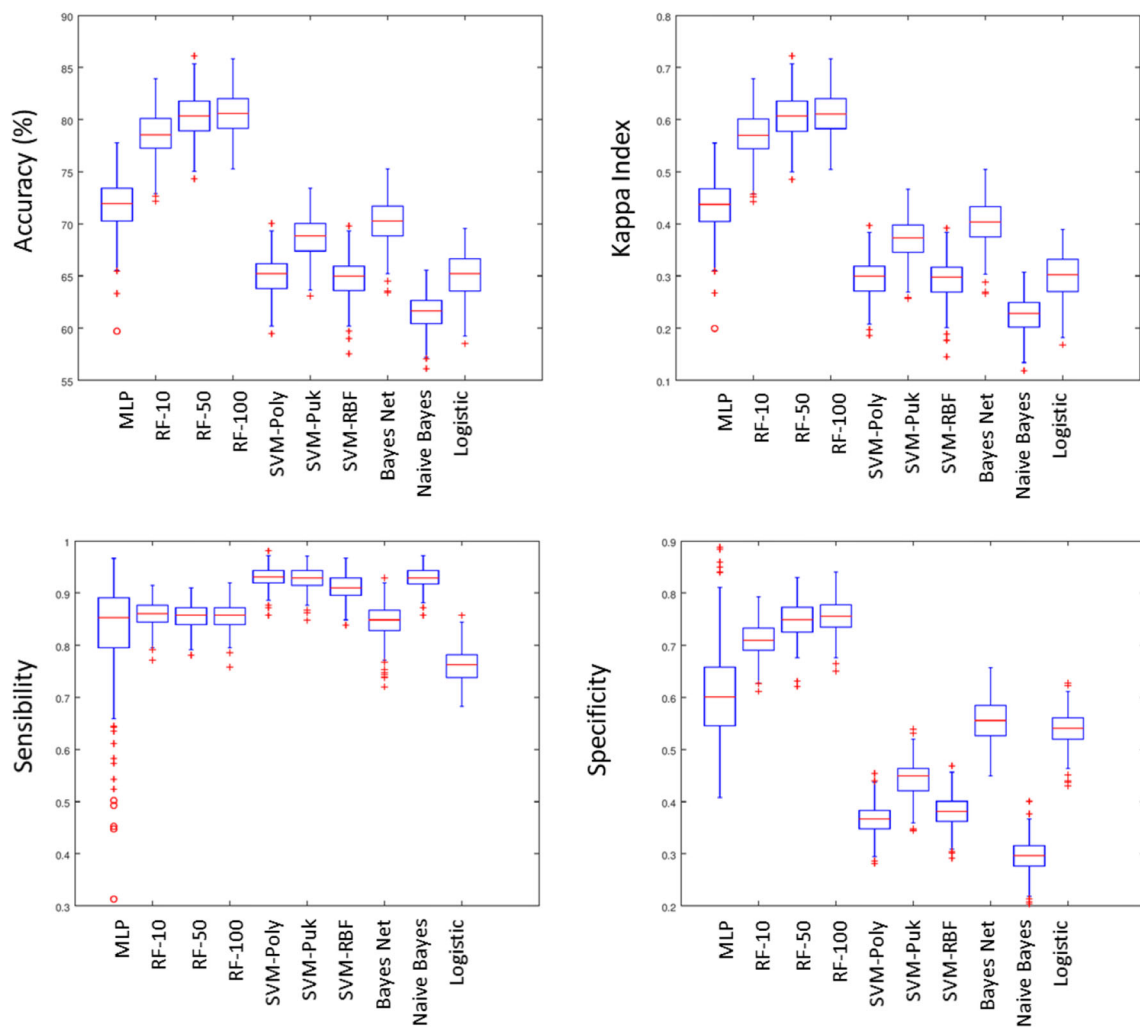 90
85
80
75
70
65
60
55
Accuracy (%)
MLP
RF-10
RF-50
RF-100
SVM-Poly
SVM-Puk
SVM-RBF
Bayes Net
Naive Bayes
Logistic
0.8
0.7
0.6
0.5
0.4
0.3
0.2
0.1
Kappa Index
MLP
RF-10
RF-50
RF-100
SVM-Poly
SVM-Puk
SVM-RBF
Bayes Net
Naive Bayes
Logistic
1
0.9
0.8
0.7
0.6
0.5
0.4
0.3
Sensibility
MLP
RF-10
RF-50
RF-100
SVM-Poly
SVM-Puk
SVM-RBF
Bayes Net
Naive Bayes
Logistic
0.9
0.8
0.7
0.6
0.5
0.4
0.3
0.2
Specificity
MLP
RF-10
RF-50
RF-100
SVM-Poly
SVM-Puk
SVM-RBF
Bayes Net
Naive Bayes
Logistic